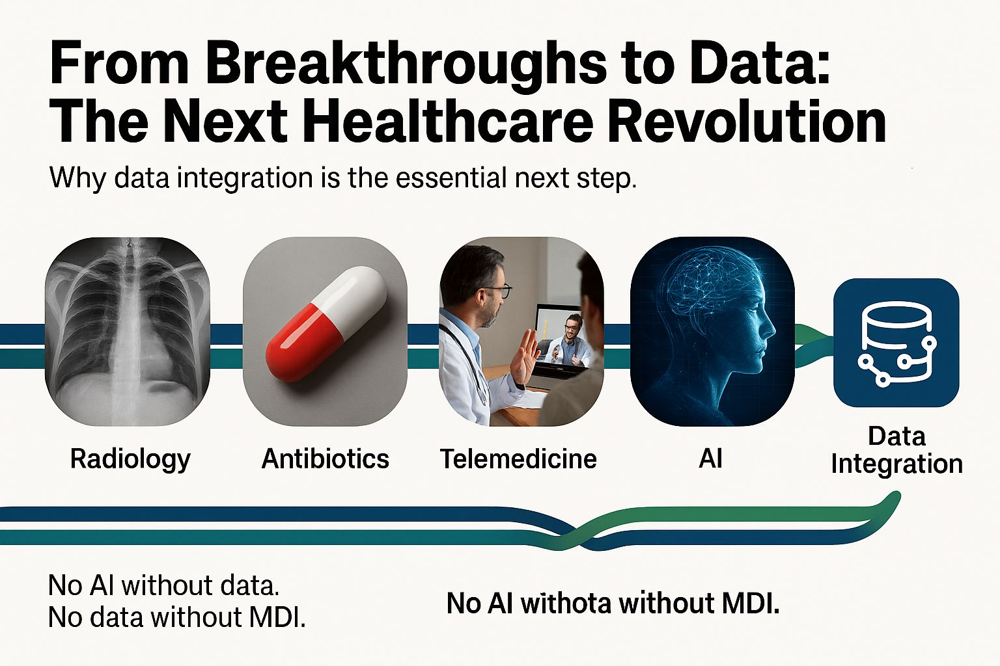 From Breakthroughs to Data:
The Next Healthcare Revolution
Why data integration is the essential next step.
Radiology
Antibiotics
Telemedicine
AI
Data
Integration
No AI without data.
No data without MDI.
No AI withota without MDI.